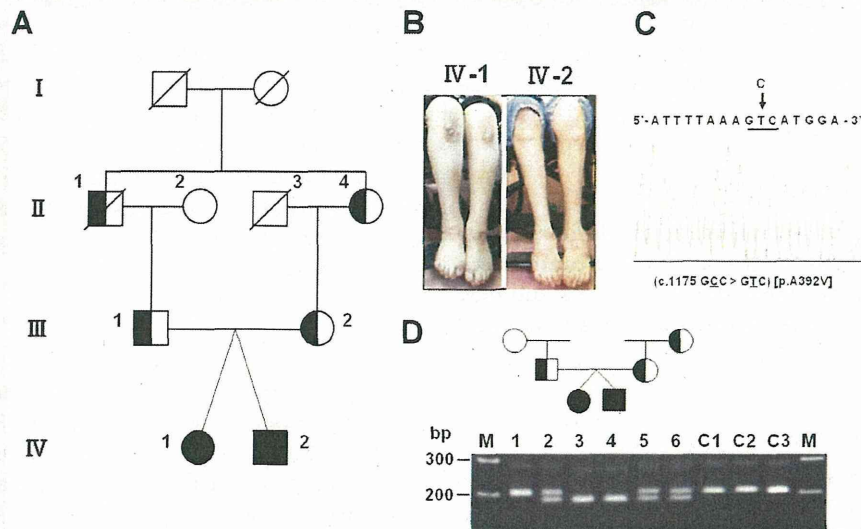 A
I
II
1
2
3
4
III
1
2
IV
1
2
B
IV-1
IV-2
C
C
5'-ATTTTAAAGTCATGGA-3'
(c.1175 GCC > GTC) [p.A392V]
D
bp M 1 2 3 4 5 6 C1 C2 C3 M
300
200